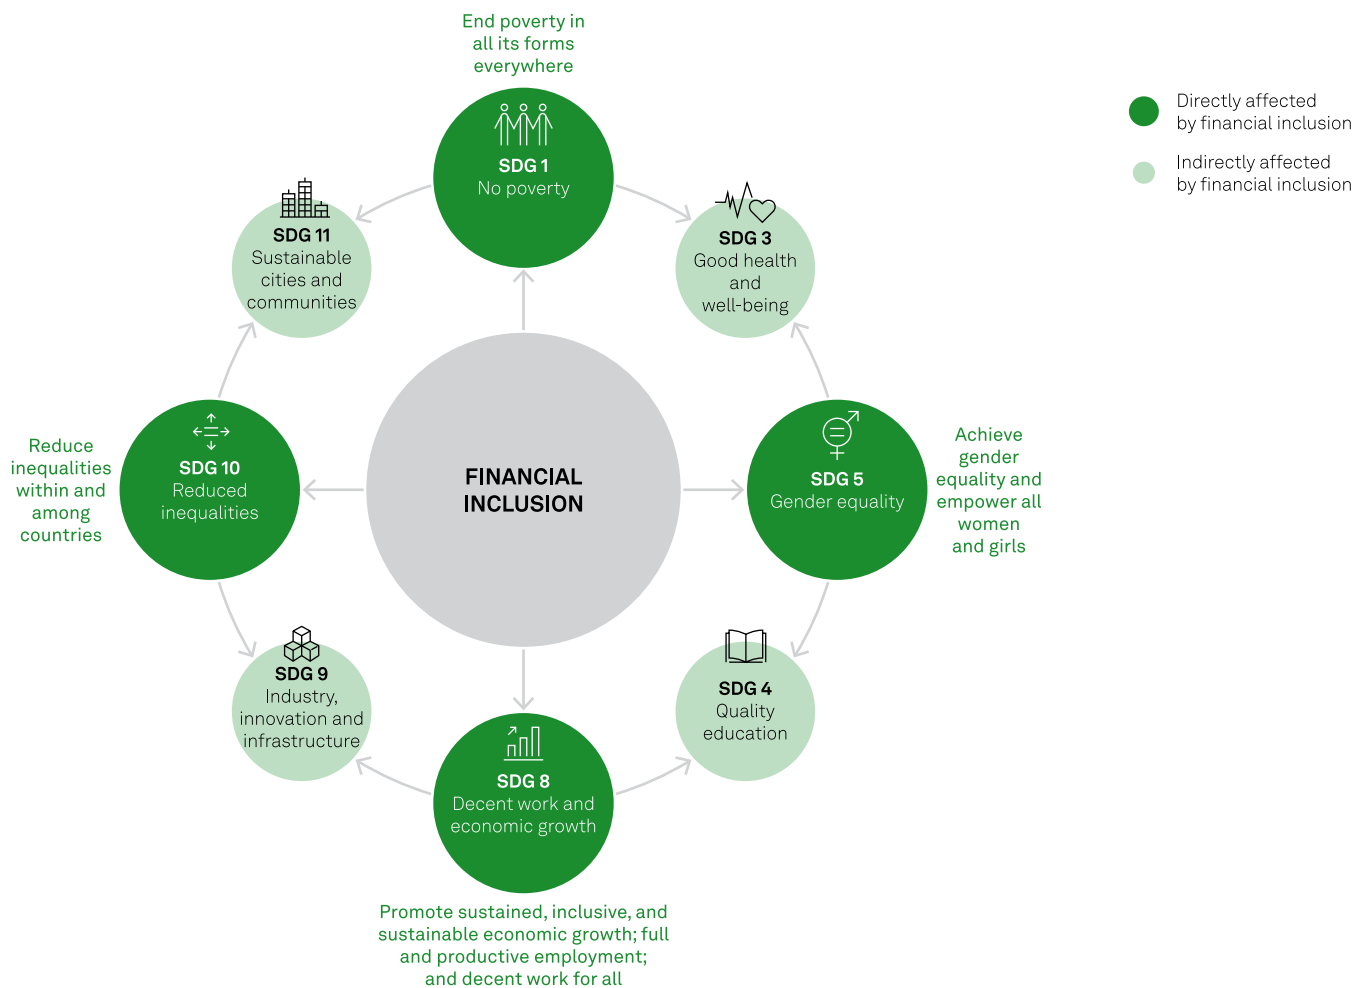 End poverty in
all its forms
everywhere
SDG 1
No poverty
Directly affected
by financial inclusion
Indirectly affected
by financial inclusion
SDG 11
Sustainable
cities and
communities
SDG 3
Good health
and
well-being
Reduce
inequalities
within and
among
countries
SDG 10
Reduced
inequalities
FINANCIAL
INCLUSION
SDG 5
Gender equality
Achieve
gender
equality and
empower all
women
and girls
SDG 9
Industry,
innovation and
infrastructure
SDG 4
Quality
education
SDG 8
Decent work and
economic growth
Promote sustained, inclusive, and
sustainable economic growth; full
and productive employment;
and decent work for all